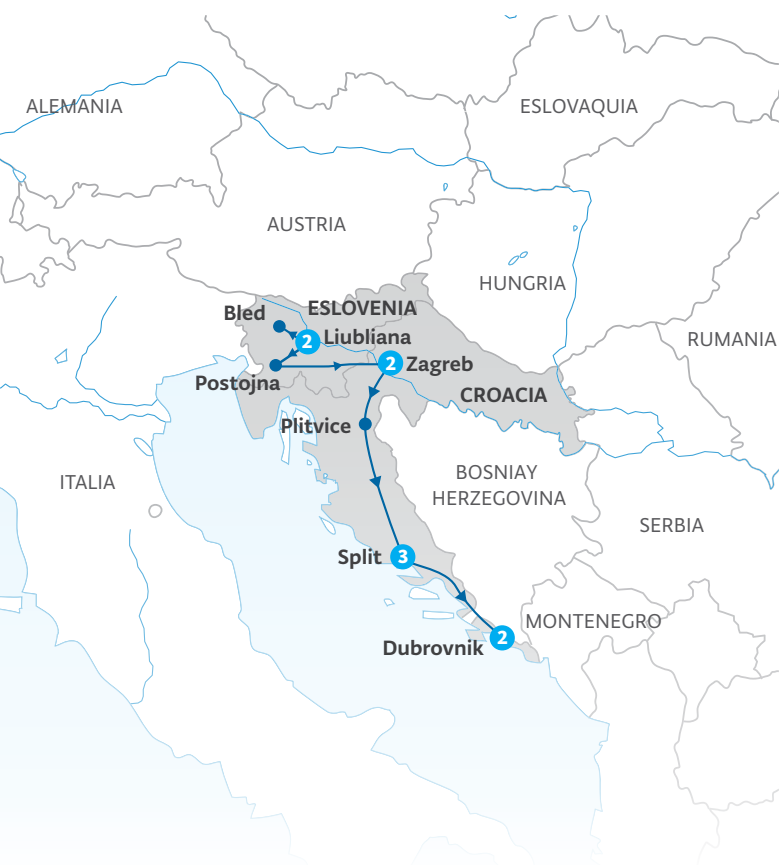 ALEMANIA
ESLOVAQUIA
AUSTRIA
HUNGRIA
Bled
ESLOVENIA
2
Liubliana
RUMANIA
2
Zagreb
Postojna
CROACIA
Plitvice
BOSNIAY
HERZEGOVINA
ITALIA
SERBIA
Split
3
MONTENEGRO
2
Dubrovnik